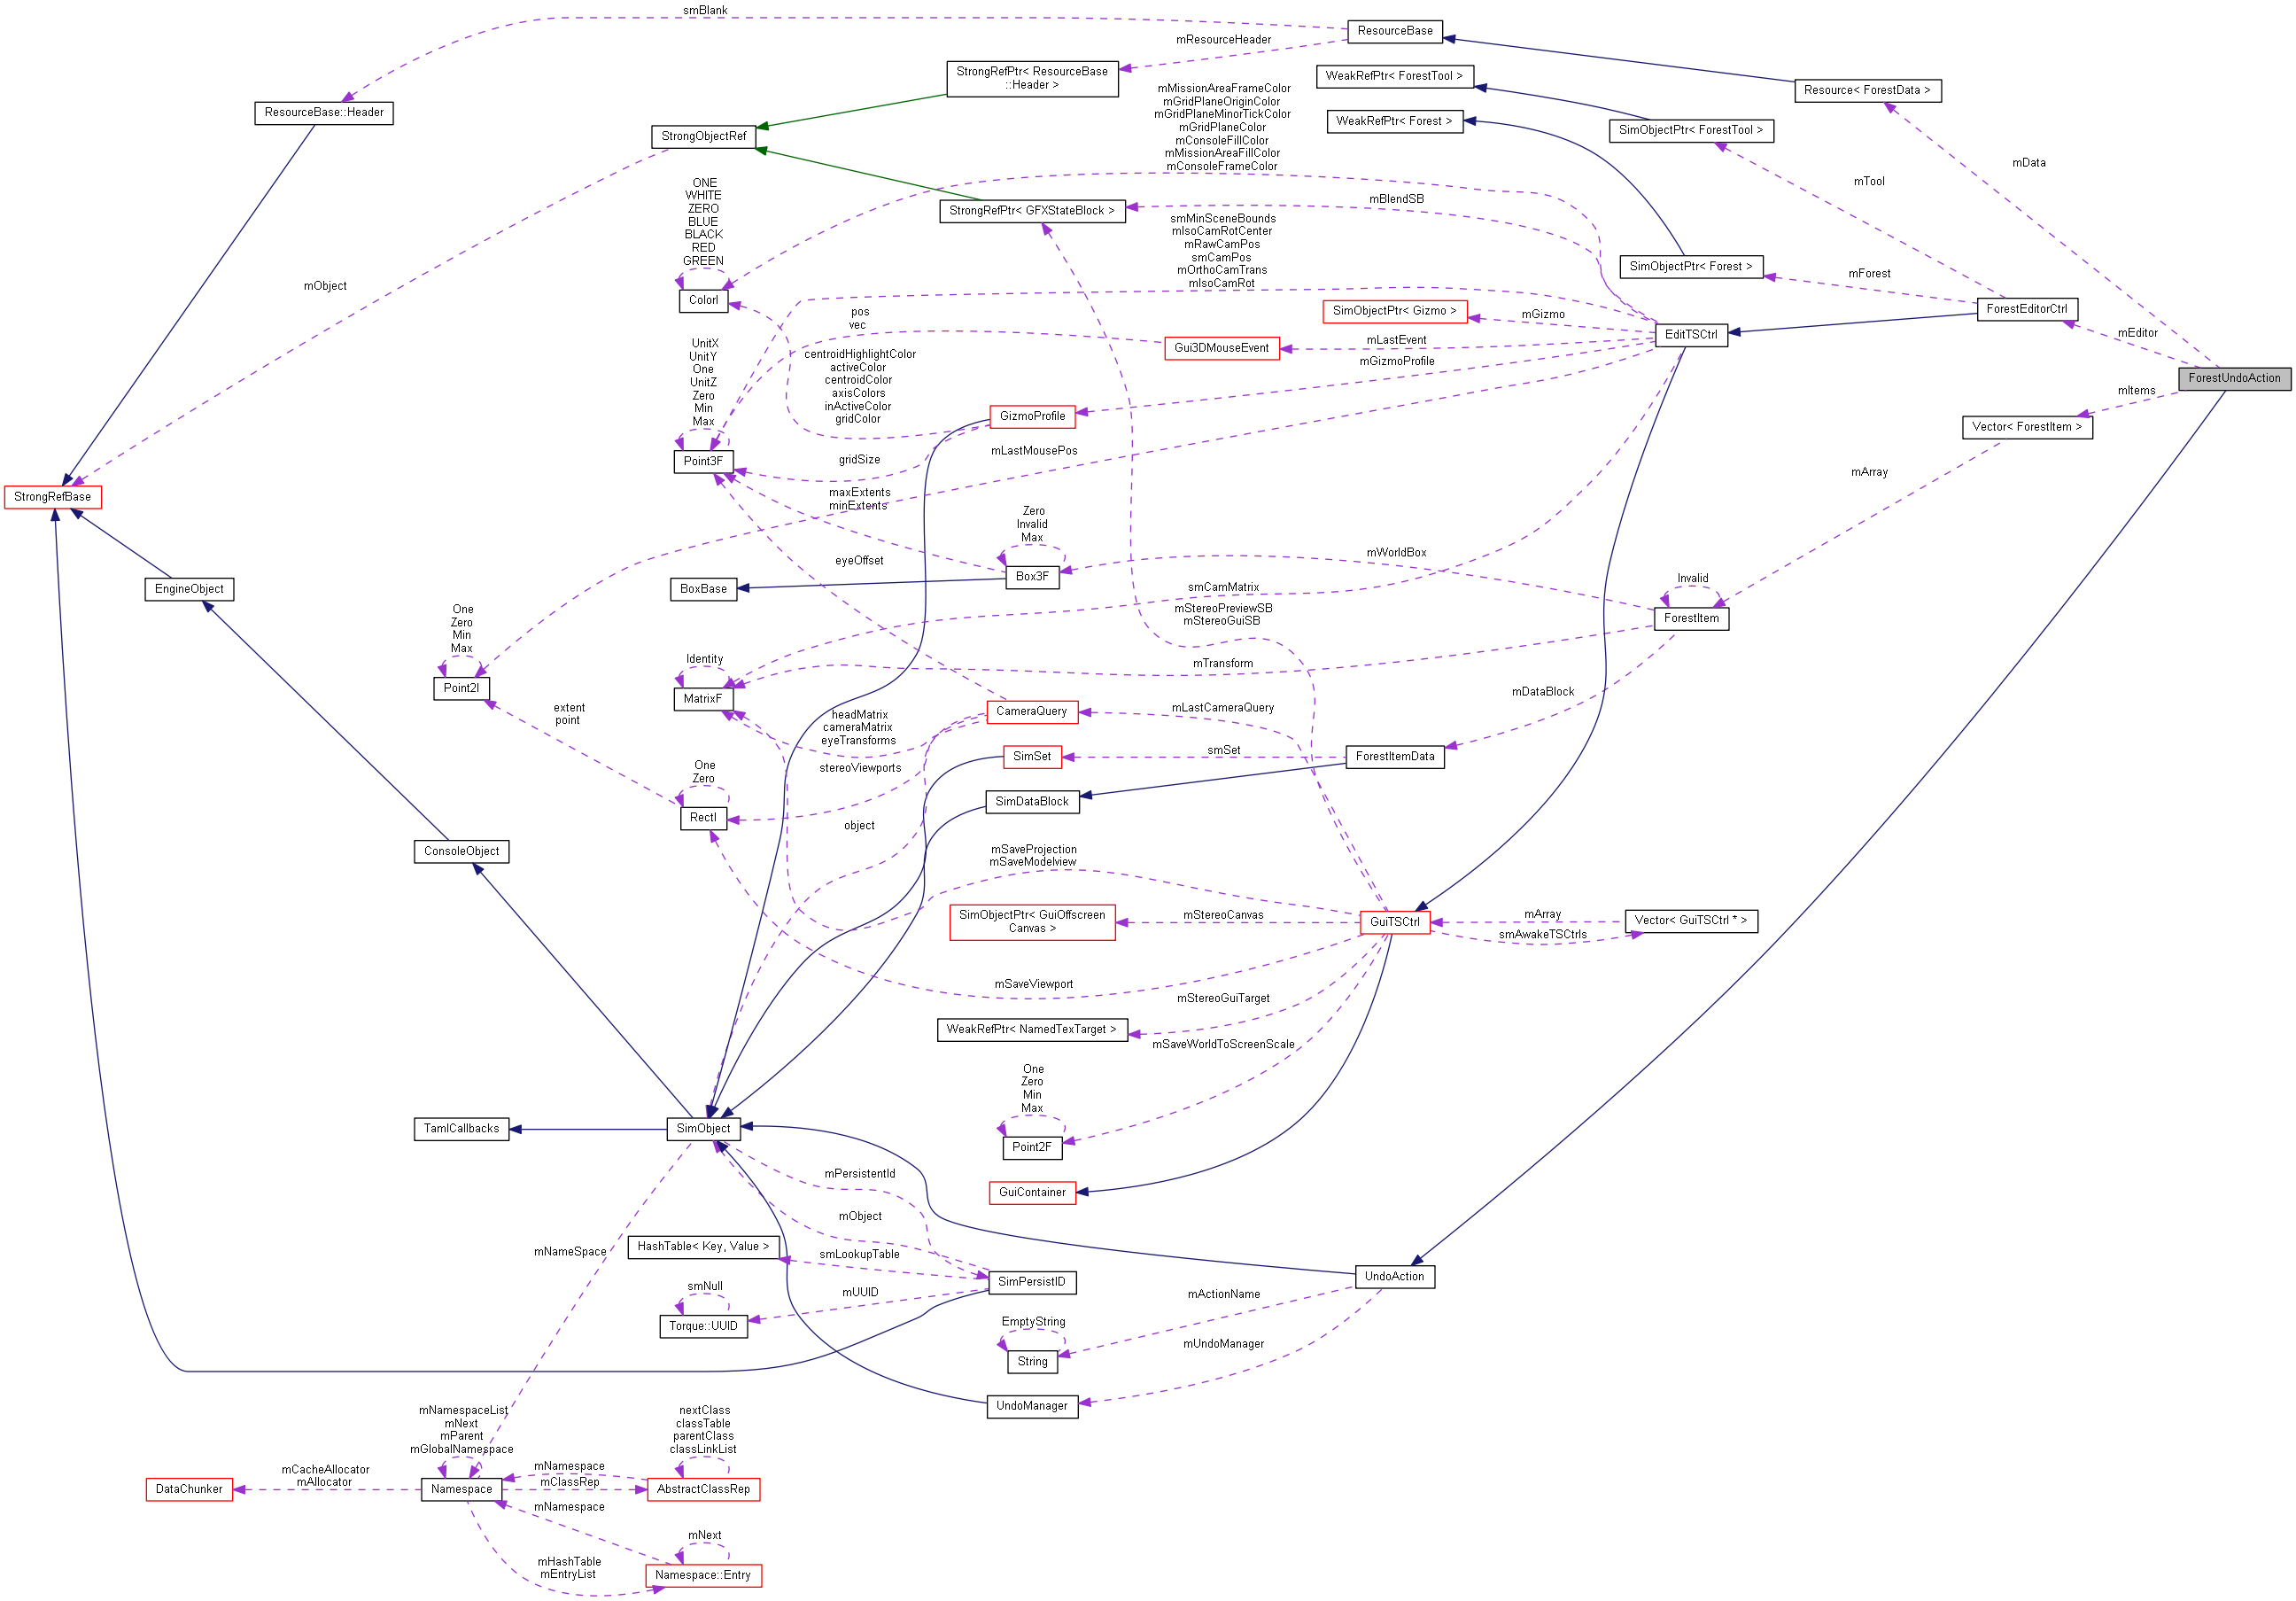 smBlank
ResourceBase
mResourceHeader
StrongRefPtr< ResourceBase
::Header >
WeakRefPtr< ForestTool >
Resource< ForestData >
mMissionAreaFrameColor
mGridPlaneOriginColor
mGridPlaneMinorTickColor
mGridPlaneColor
mConsoleFillColor
mMissionAreaFillColor
mConsoleFrameColor
ResourceBase::Header
WeakRefPtr< Forest >
SimObjectPtr< ForestTool >
StrongObjectRef
mData
mTool
ONE
WHITE
ZERO
BLUE
BLACK
RED
GREEN
StrongRefPtr< GFXStateBlock >
mBlendSB
smMinSceneBounds
mIsoCamRotCenter
mRawCamPos
smCamPos
mOrthoCamTrans
mIsoCamRot
SimObjectPtr< Forest >
mForest
mObject
ColorI
SimObjectPtr< Gizmo >
mGizmo
ForestEditorCtrl
mEditor
pos
vec
EditTSCtrl
Gui3DMouseEvent
mLastEvent
mGizmoProfile
UnitX
UnitY
One
UnitZ
Zero
Min
Max
centroidHighlightColor
activeColor
centroidColor
axisColors
inActiveColor
gridColor
ForestUndoAction
mItems
GizmoProfile
Vector< ForestItem >
Point3F
gridSize
mLastMousePos
mArray
StrongRefBase
maxExtents
minExtents
Zero
Invalid
Max
mWorldBox
eyeOffset
EngineObject
BoxBase
Box3F
Invalid
smCamMatrix
mStereoPreviewSB
mStereoGuiSB
ForestItem
One
Zero
Min
Max
Identity
mTransform
Point2I
MatrixF
mDataBlock
extent
point
headMatrix
cameraMatrix
eyeTransforms
CameraQuery
mLastCameraQuery
SimSet
smSet
ForestItemData
stereoViewports
One
Zero
SimDataBlock
RectI
object
ConsoleObject
mSaveProjection
mSaveModelview
SimObjectPtr< GuiOffscreen
Canvas >
mStereoCanvas
GuiTSCtrl
mArray
smAwakeTSCtrls
Vector< GuiTSCtrl * >
mSaveViewport
mStereoGuiTarget
WeakRefPtr< NamedTexTarget >
mSaveWorldToScreenScale
One
Zero
Min
Max
TamlCallbacks
SimObject
Point2F
mPersistentId
GuiContainer
mObject
mNameSpace
HashTable< Key, Value >
smLookupTable
SimPersistID
UndoAction
smNull
mUUID
mActionName
Torque::UUID
EmptyString
mUndoManager
String
UndoManager
mNamespaceList
mNext
mParent
mGlobalNamespace
nextClass
classTable
parentClass
classLinkList
mCacheAllocator
mAllocator
mNamespace
mClassRep
DataChunker
Namespace
AbstractClassRep
mNamespace
mNext
mHashTable
mEntryList
Namespace::Entry